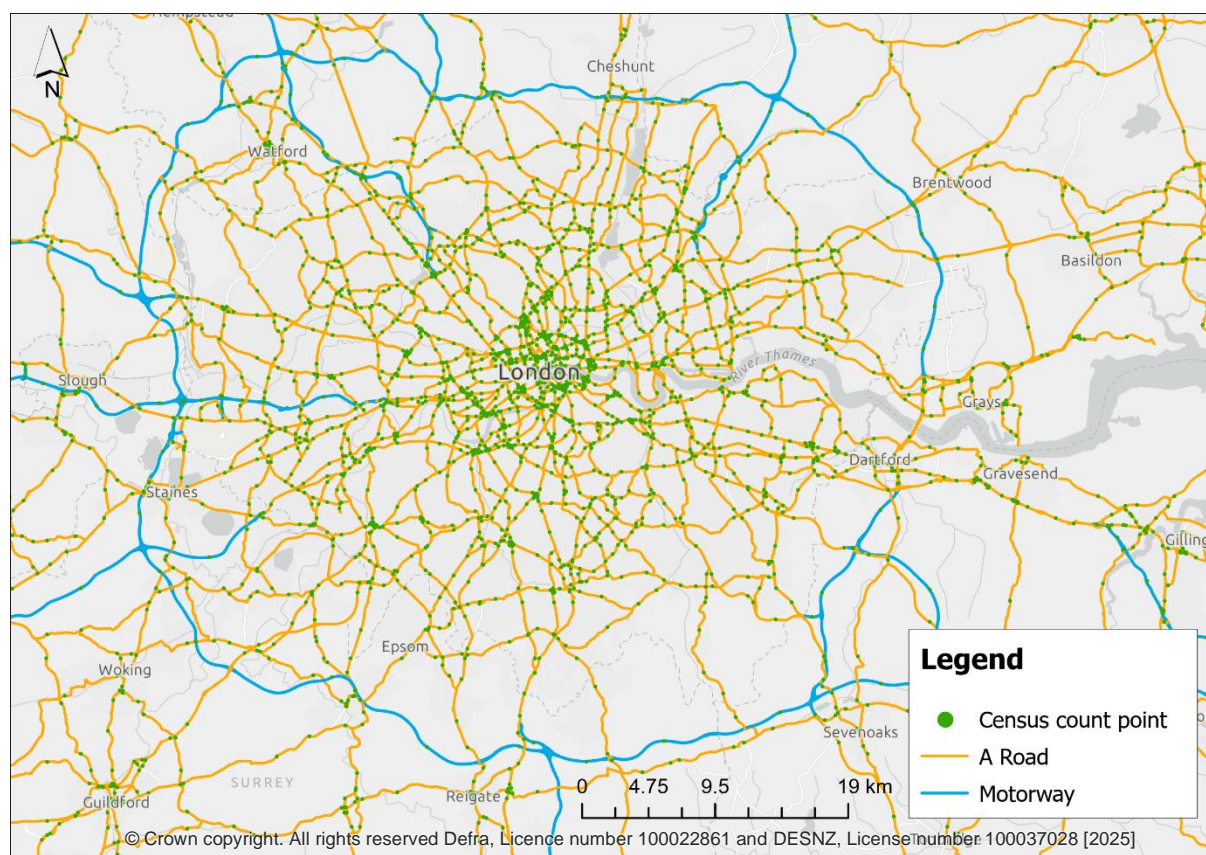 Hempstead
Cheshunt
N
Watford
Brentwood
Basildon
London
River Thames
Slough
Grays
Dartford
Gravesend
Staines
Gilling
Epsom
Woking
Legend
Census count point
A Road
Motorway
Sevenoaks
SURREY
0 4.75 9.5 19 km
Reigate
Guildford
© Crown copyright. All rights reserved Defra, Licence number 100022861 and DESNZ, License number 100037028 [2025]